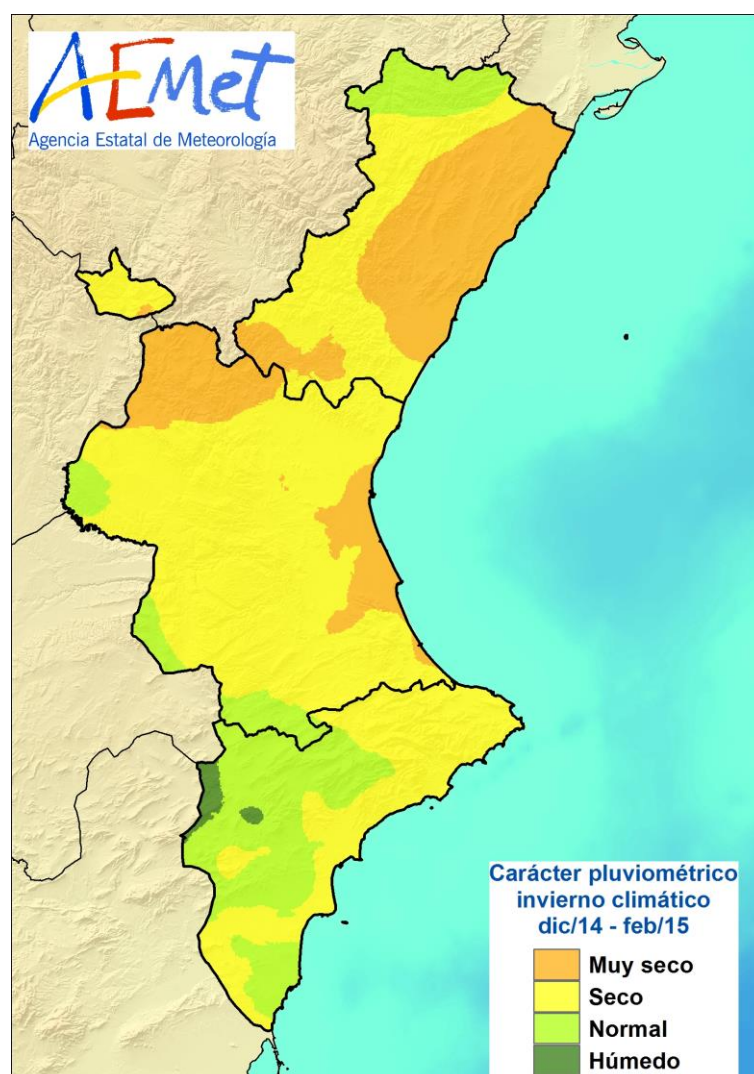 AEMet
Agencia Estatal de Meteorología
Carácter pluviométrico
invierno climático
dic/14 - feb/15
Muy seco
Seco
Normal
Húmedo